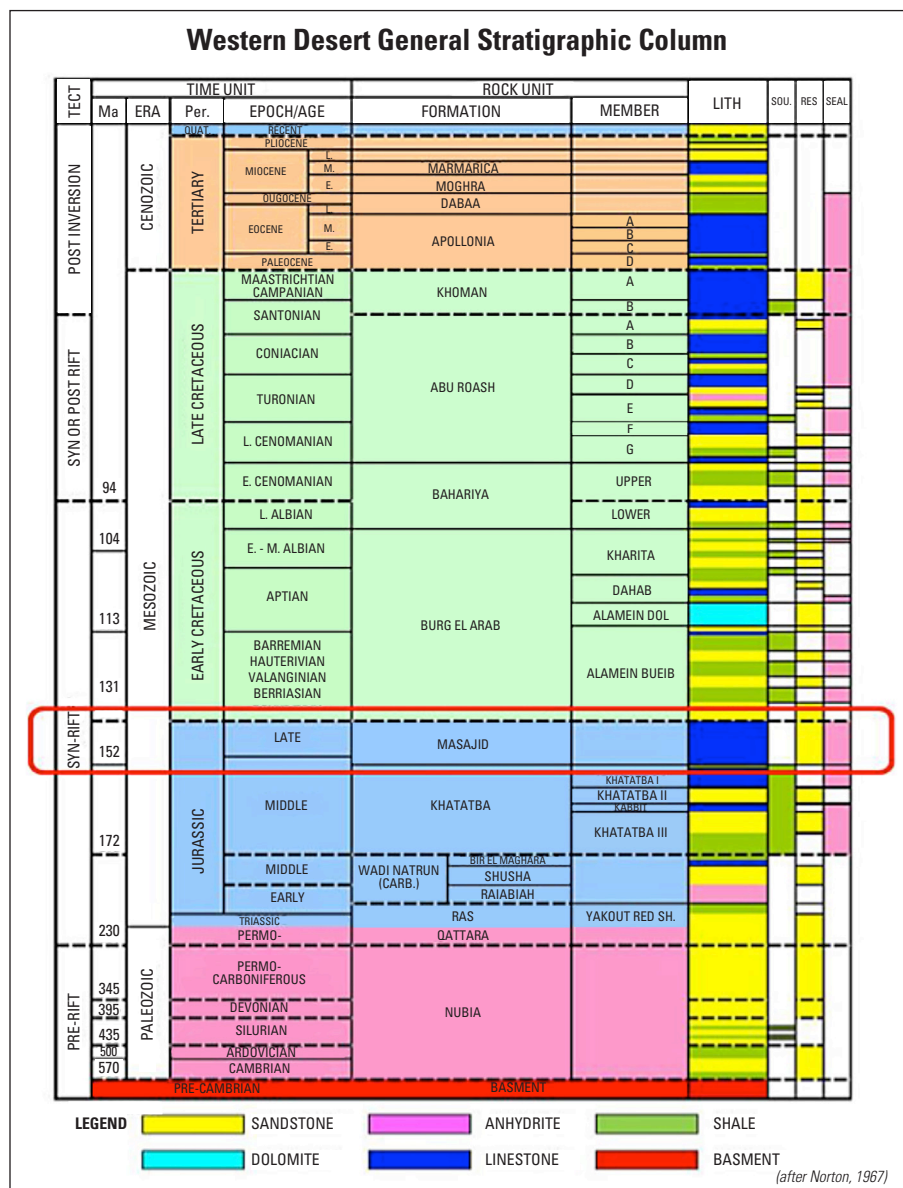 Western Desert General Stratigraphic Column
TECT
TIME UNIT
ROCK UNIT
LITH
SOU.
RES
SEAL
Ma
ERA
Per.
EPOCH/AGE
FORMATION
MEMBER
POST INVERSION
SYN OR POST RIFT
SYN-RIFT
PRE-RIFT
94
104
113
131
152
172
230
345
395
435
500
570
CENOZOIC
MESOZOIC
PALEOZOIC
QUAT.
TERTIARY
LATE CRETACEOUS
EARLY CRETACEOUS
JURASSIC
RECENT
PLIOCENE
MIOCENE
L.
M.
E.
OUGOCENE
EOCENE
L.
M.
E.
PALEOCENE
MAASTRICHTIAN
CAMPANIAN
SANTONIAN
CONIACIAN
TURONIAN
L. CENOMANIAN
E. CENOMANIAN
L. ALBIAN
E. - M. ALBIAN
APTIAN
BARREMIAN
HAUTERIVIAN
VALANGINIAN
BERRIASIAN
LATE
MIDDLE
MIDDLE
EARLY
TRIASSIC
PERMO-
PERMO-
CARBONIFEROUS
DEVONIAN
SILURIAN
ARDOVICIAN
CAMBRIAN
PRE-CAMBRIAN
MARMARICA
MOGHRA
DABAA
APOLLONIA
KHOMAN
ABU ROASH
BAHARIYA
BURG EL ARAB
MASAJID
KHATATBA
WADI NATRUN
(CARB.)
BIR EL MAGHARA
SHUSHA
RAIABIAH
RAS
QATTARA
NUBIA
BASMENT
A
B
C
D
A
B
A
B
C
D
E
F
G
UPPER
LOWER
KHARITA
DAHAB
ALAMEIN DOL
ALAMEIN BUEIB
KHATATBA I
KHATATBA II
KABBIT
KHATATBA III
YAKOUT RED SH.
LEGEND
SANDSTONE
ANHYDRITE
SHALE
DOLOMITE
LINESTONE
BASMENT
(after Norton, 1967)